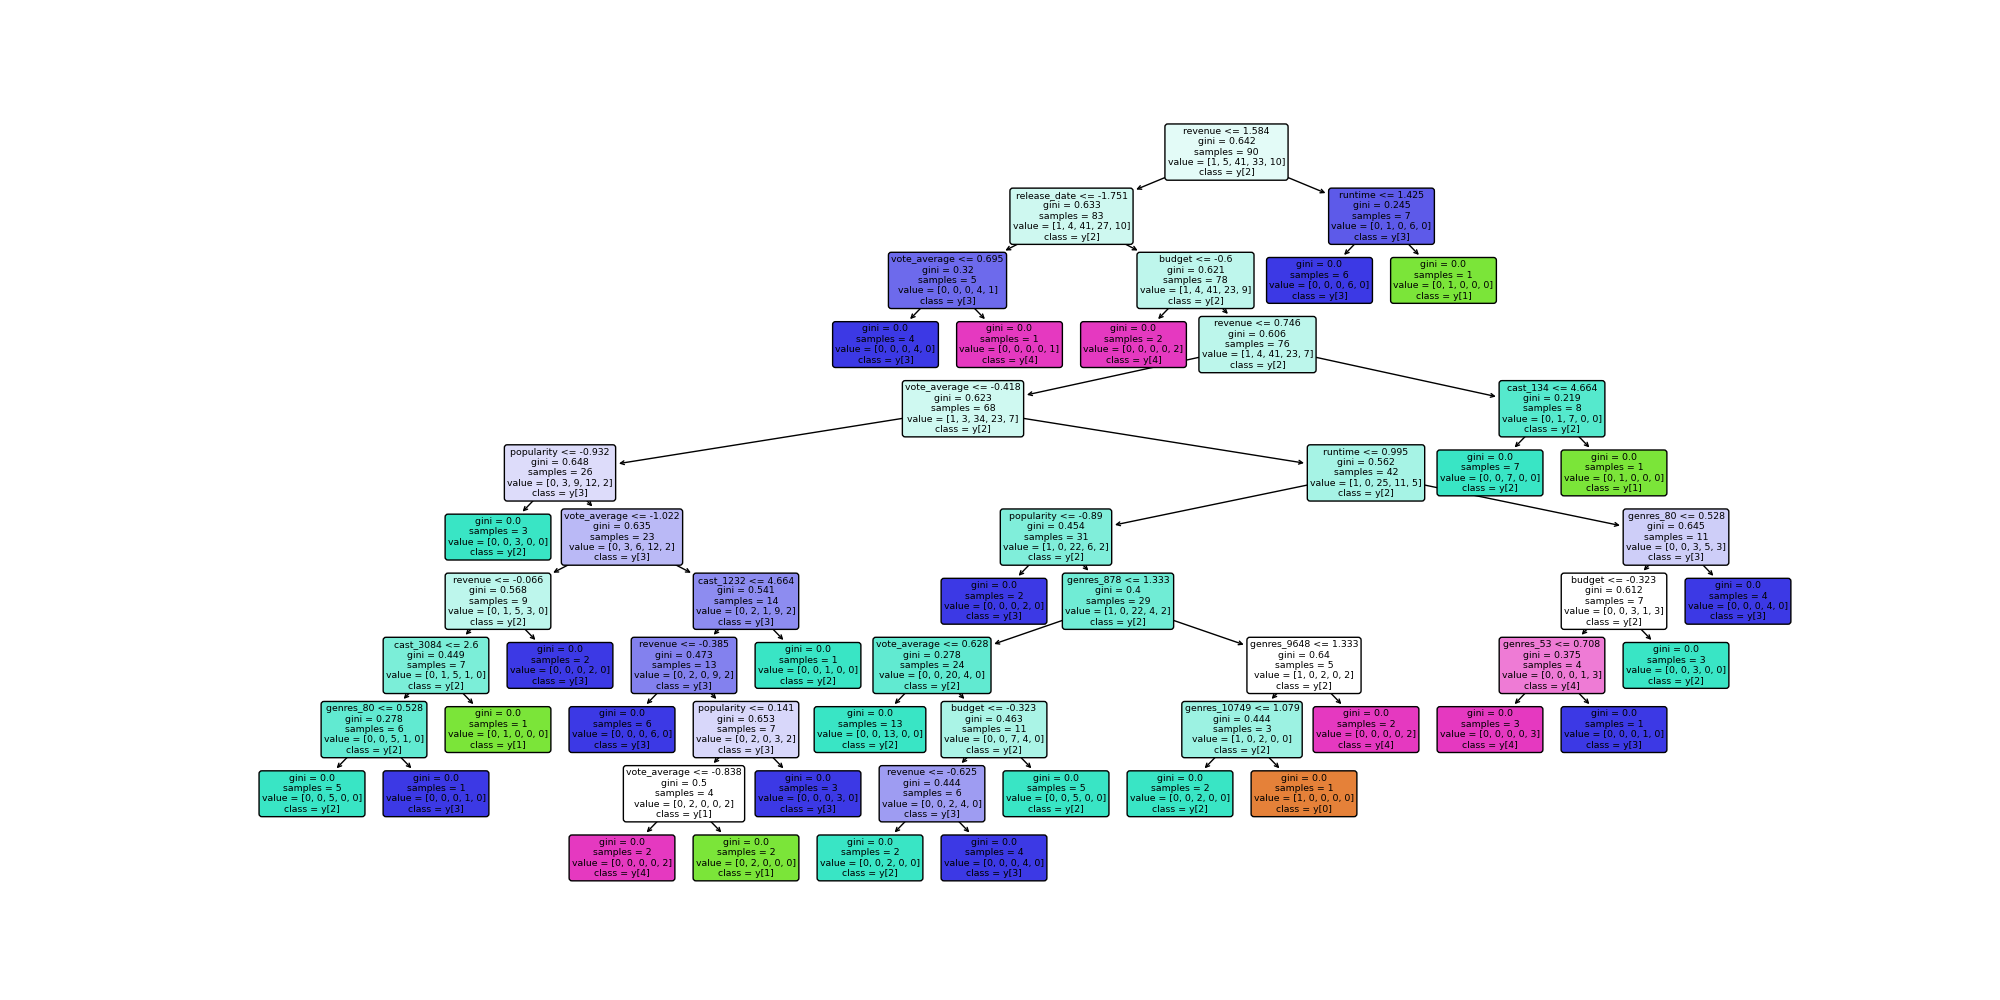 revenue <= 1.584
gini = 0.642
samples = 90
value = [1, 5, 41, 33, 10]
class = y[2]
release_date <= -1.751
gini = 0.633
samples = 83
value = [1, 4, 41, 27, 10]
class = y[2]
runtime <= 1.425
gini = 0.245
samples = 7
value = [0, 1, 0, 6, 0]
class = y[3]
vote_average <= 0.695
gini = 0.32
samples = 5
value = [0, 0, 0, 4, 1]
class = y[3]
budget <= -0.6
gini = 0.621
samples = 78
value = [1, 4, 41, 23, 9]
class = y[2]
gini = 0.0
samples = 6
value = [0, 0, 0, 6, 0]
class = y[3]
gini = 0.0
samples = 1
value = [0, 1, 0, 0, 0]
class = y[1]
gini = 0.0
samples = 4
value = [0, 0, 0, 4, 0]
class = y[3]
gini = 0.0
samples = 1
value = [0, 0, 0, 0, 1]
class = y[4]
gini = 0.0
samples = 2
value = [0, 0, 0, 0, 2]
class = y[4]
revenue <= 0.746
gini = 0.606
samples = 76
value = [1, 4, 41, 23, 7]
class = y[2]
vote_average <= -0.418
gini = 0.623
samples = 68
value = [1, 3, 34, 23, 7]
class = y[2]
cast_134 <= 4.664
gini = 0.219
samples = 8
value = [0, 1, 7, 0, 0]
class = y[2]
popularity <= -0.932
gini = 0.648
samples = 26
value = [0, 3, 9, 12, 2]
class = y[3]
runtime <= 0.995
gini = 0.562
samples = 42
value = [1, 0, 25, 11, 5]
class = y[2]
gini = 0.0
samples = 7
value = [0, 0, 7, 0, 0]
class = y[2]
gini = 0.0
samples = 1
value = [0, 1, 0, 0, 0]
class = y[1]
gini = 0.0
samples = 3
value = [0, 0, 3, 0, 0]
class = y[2]
vote_average <= -1.022
gini = 0.635
samples = 23
value = [0, 3, 6, 12, 2]
class = y[3]
popularity <= -0.89
gini = 0.454
samples = 31
value = [1, 0, 22, 6, 2]
class = y[2]
genres_80 <= 0.528
gini = 0.645
samples = 11
value = [0, 0, 3, 5, 3]
class = y[3]
revenue <= -0.066
gini = 0.568
samples = 9
value = [0, 1, 5, 3, 0]
class = y[2]
cast_1232 <= 4.664
gini = 0.541
samples = 14
value = [0, 2, 1, 9, 2]
class = y[3]
gini = 0.0
samples = 2
value = [0, 0, 0, 2, 0]
class = y[3]
genres_878 <= 1.333
gini = 0.4
samples = 29
value = [1, 0, 22, 4, 2]
class = y[2]
budget <= -0.323
gini = 0.612
samples = 7
value = [0, 0, 3, 1, 3]
class = y[2]
gini = 0.0
samples = 4
value = [0, 0, 0, 4, 0]
class = y[3]
cast_3084 <= 2.6
gini = 0.449
samples = 7
value = [0, 1, 5, 1, 0]
class = y[2]
gini = 0.0
samples = 2
value = [0, 0, 0, 2, 0]
class = y[3]
revenue <= -0.385
gini = 0.473
samples = 13
value = [0, 2, 0, 9, 2]
class = y[3]
gini = 0.0
samples = 1
value = [0, 0, 1, 0, 0]
class = y[2]
vote_average <= 0.628
gini = 0.278
samples = 24
value = [0, 0, 20, 4, 0]
class = y[2]
genres_9648 <= 1.333
gini = 0.64
samples = 5
value = [1, 0, 2, 0, 2]
class = y[2]
genres_53 <= 0.708
gini = 0.375
samples = 4
value = [0, 0, 0, 1, 3]
class = y[4]
gini = 0.0
samples = 3
value = [0, 0, 3, 0, 0]
class = y[2]
genres_80 <= 0.528
gini = 0.278
samples = 6
value = [0, 0, 5, 1, 0]
class = y[2]
gini = 0.0
samples = 1
value = [0, 1, 0, 0, 0]
class = y[1]
gini = 0.0
samples = 6
value = [0, 0, 0, 6, 0]
class = y[3]
popularity <= 0.141
gini = 0.653
samples = 7
value = [0, 2, 0, 3, 2]
class = y[3]
gini = 0.0
samples = 13
value = [0, 0, 13, 0, 0]
class = y[2]
budget <= -0.323
gini = 0.463
samples = 11
value = [0, 0, 7, 4, 0]
class = y[2]
genres_10749 <= 1.079
gini = 0.444
samples = 3
value = [1, 0, 2, 0, 0]
class = y[2]
gini = 0.0
samples = 2
value = [0, 0, 0, 0, 2]
class = y[4]
gini = 0.0
samples = 3
value = [0, 0, 0, 0, 3]
class = y[4]
gini = 0.0
samples = 1
value = [0, 0, 0, 1, 0]
class = y[3]
gini = 0.0
samples = 5
value = [0, 0, 5, 0, 0]
class = y[2]
gini = 0.0
samples = 1
value = [0, 0, 0, 1, 0]
class = y[3]
vote_average <= -0.838
gini = 0.5
samples = 4
value = [0, 2, 0, 0, 2]
class = y[1]
gini = 0.0
samples = 3
value = [0, 0, 0, 3, 0]
class = y[3]
revenue <= -0.625
gini = 0.444
samples = 6
value = [0, 0, 2, 4, 0]
class = y[3]
gini = 0.0
samples = 5
value = [0, 0, 5, 0, 0]
class = y[2]
gini = 0.0
samples = 2
value = [0, 0, 2, 0, 0]
class = y[2]
gini = 0.0
samples = 1
value = [1, 0, 0, 0, 0]
class = y[0]
gini = 0.0
samples = 2
value = [0, 0, 0, 0, 2]
class = y[4]
gini = 0.0
samples = 2
value = [0, 2, 0, 0, 0]
class = y[1]
gini = 0.0
samples = 2
value = [0, 0, 2, 0, 0]
class = y[2]
gini = 0.0
samples = 4
value = [0, 0, 0, 4, 0]
class = y[3]